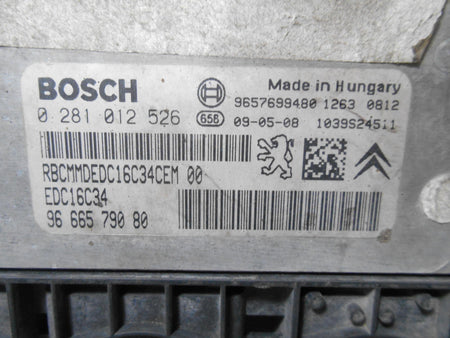 BOSCH
Made in Hungary
9657699480 1263 0812
0 281 012 526
656 09-05-08 1039S24511
RBCMMDEDC16C34CEM 00
EDC16C34
96 665 790 80